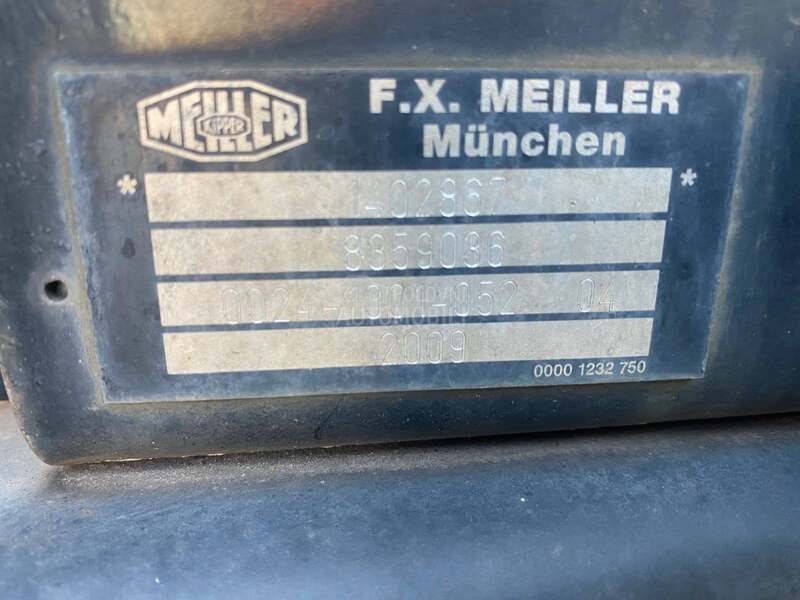 MEILLER
KIPPER
F.X. MEILLER
München
* 1-02867 *
8359036
04
2009
0000 1232 750